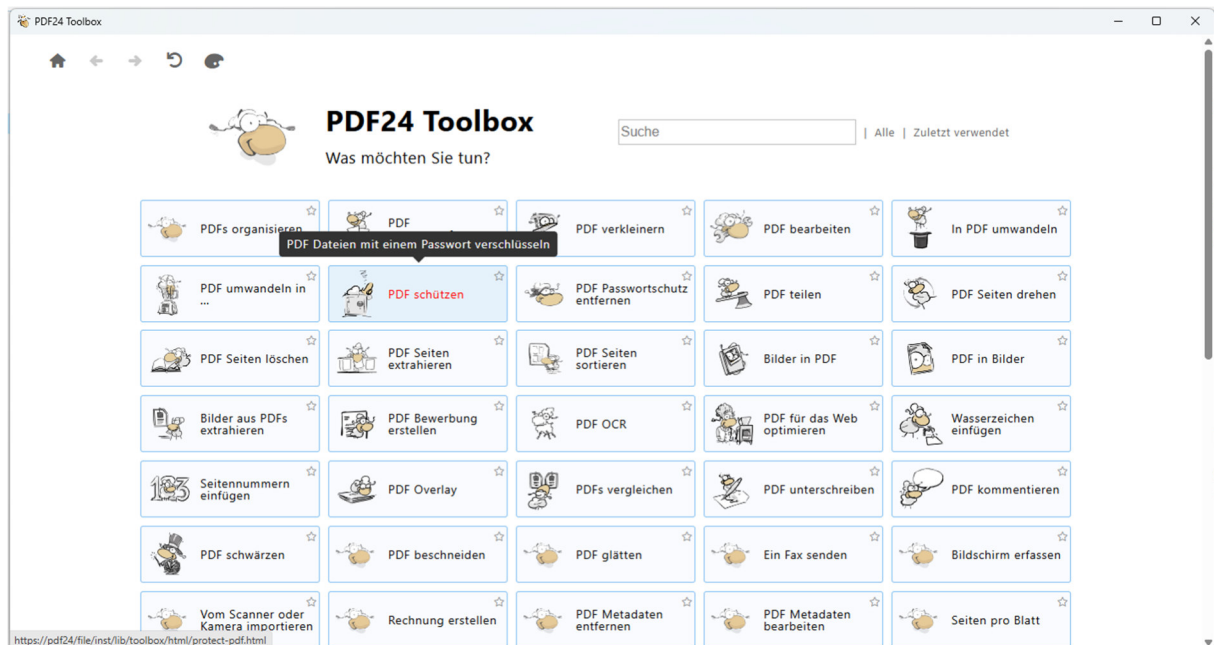 PDF24 Toolbox
PDF24 Toolbox
Was möchten Sie tun?
Suche
| Alle | Zuletzt verwendet
PDFs organisieren
PDF
PDF verkleinern
PDF bearbeiten
In PDF umwandeln
PDF Dateien mit einem Passwort verschlüsseln
PDF umwandeln in
...
PDF schützen
PDF Passwortschutz
entfernen
PDF teilen
PDF Seiten drehen
PDF Seiten löschen
PDF Seiten
extrahieren
PDF Seiten
sortieren
Bilder in PDF
PDF in Bilder
Bilder aus PDFs
extrahieren
PDF Bewerbung
erstellen
PDF OCR
PDF für das Web
optimieren
Wasserzeichen
einfügen
123
Seitennummern
einfügen
PDF Overlay
PDFs vergleichen
PDF unterschreiben
PDF kommentieren
PDF schwärzen
PDF beschneiden
PDF glätten
Ein Fax senden
Bildschirm erfassen
Vom Scanner oder
Kamera importieren
Rechnung erstellen
PDF Metadaten
entfernen
PDF Metadaten
bearbeiten
Seiten pro Blatt
https://pdf24/file/inst/lib/toolbox/html/protect-pdf.html